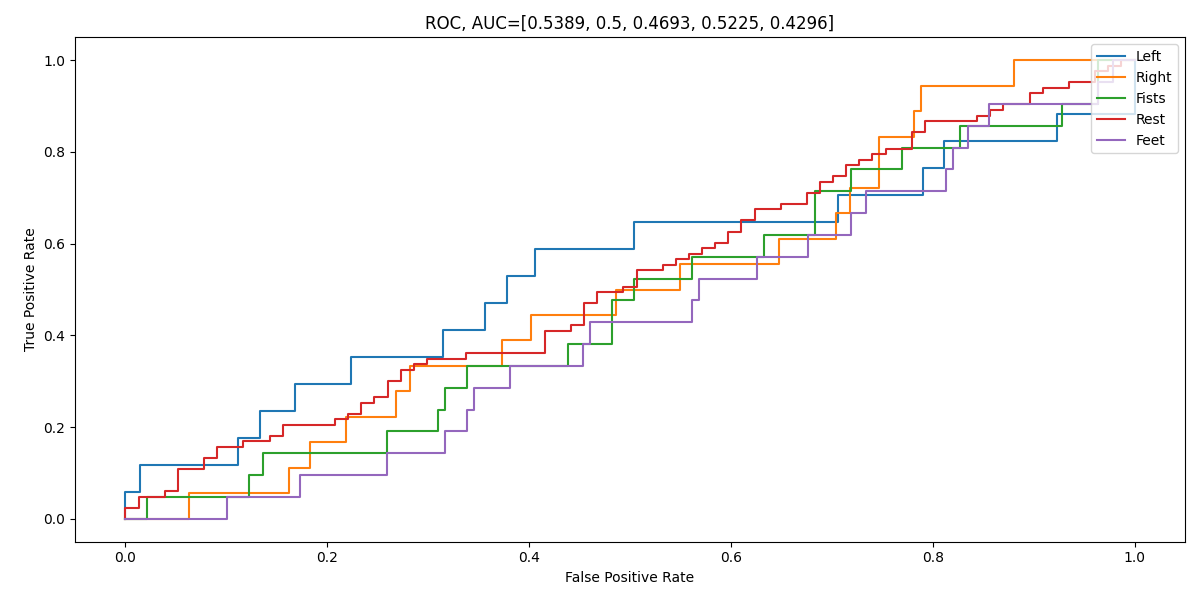 ROC, AUC=[0.5389, 0.5, 0.4693, 0.5225, 0.4296]
True Positive Rate
1.0
0.8
0.6
0.4
0.2
0.0
Left
Right
Fists
Rest
Feet
0.0 0.2 0.4 0.6 0.8 1.0
False Positive Rate